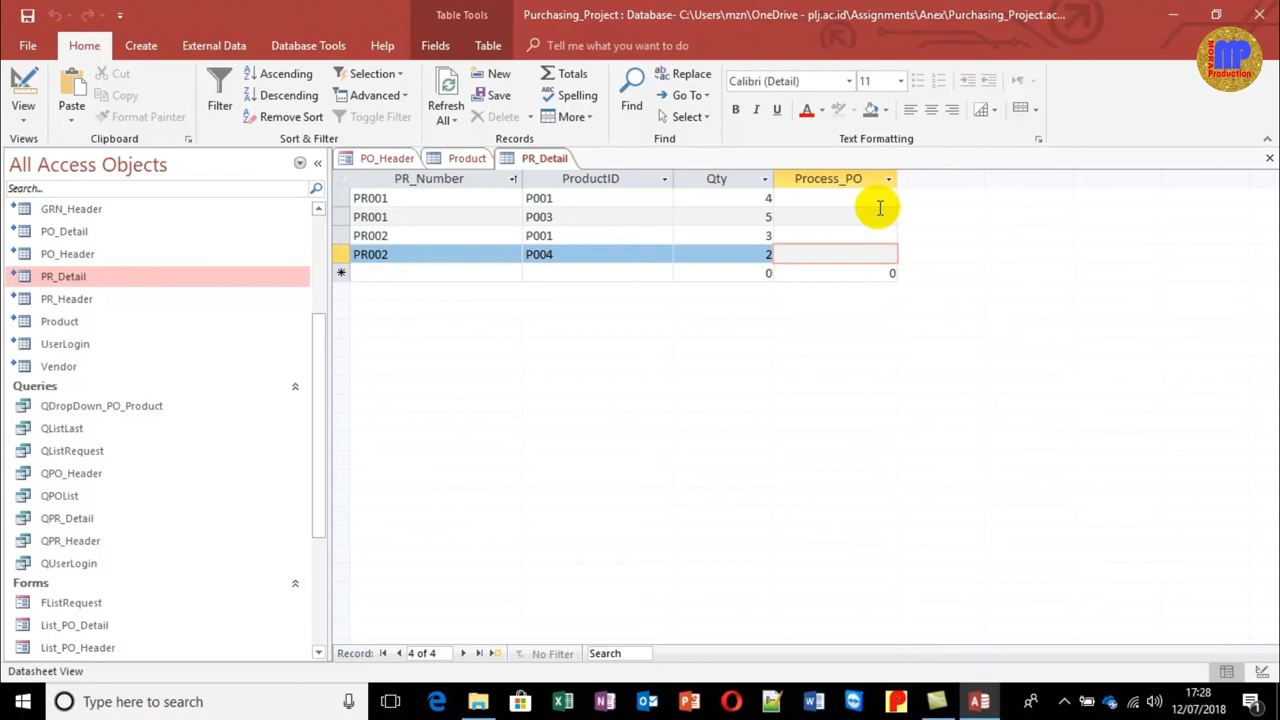 Table Tools
Purchasing_Project : Database- C:\Users\mzn\OneDrive - plj.ac.id\Assignments\Anex\Purchasing_Project.ac...
File Home Create External Data Database Tools Help Fields Table Tell me what you want to do
MORA
MP
Production
View
Views
Paste
Cut
Copy
Format Painter
Clipboard
Filter
Ascending
Descending
Remove Sort
Selection
Advanced
Toggle Filter
Sort & Filter
Refresh
All
New
Save
Delete
Totals
Spelling
More
Records
Find
Replace
Go To
Select
Find
Calibri (Detail) 11
B I U A
Text Formatting
All Access Objects
Search...
GRN_Header
PO_Detail
PO_Header
PR_Detail
PR_Header
Product
UserLogin
Vendor
Queries
QDropDown_PO_Product
QListLast
QListRequest
QPO_Header
QPOList
QPR_Detail
QPR_Header
QUserLogin
Forms
FListRequest
List_PO_Detail
List_PO_Header
PO_Header Product PR_Detail
PR_Number ProductID Qty Process_PO
PR001 P001 4
PR001 P003 5
PR002 P001 3
PR002 P004 2
0 0
Record: 4 of 4 No Filter Search
Datasheet View
Type here to search
17:28
12/07/2018
1